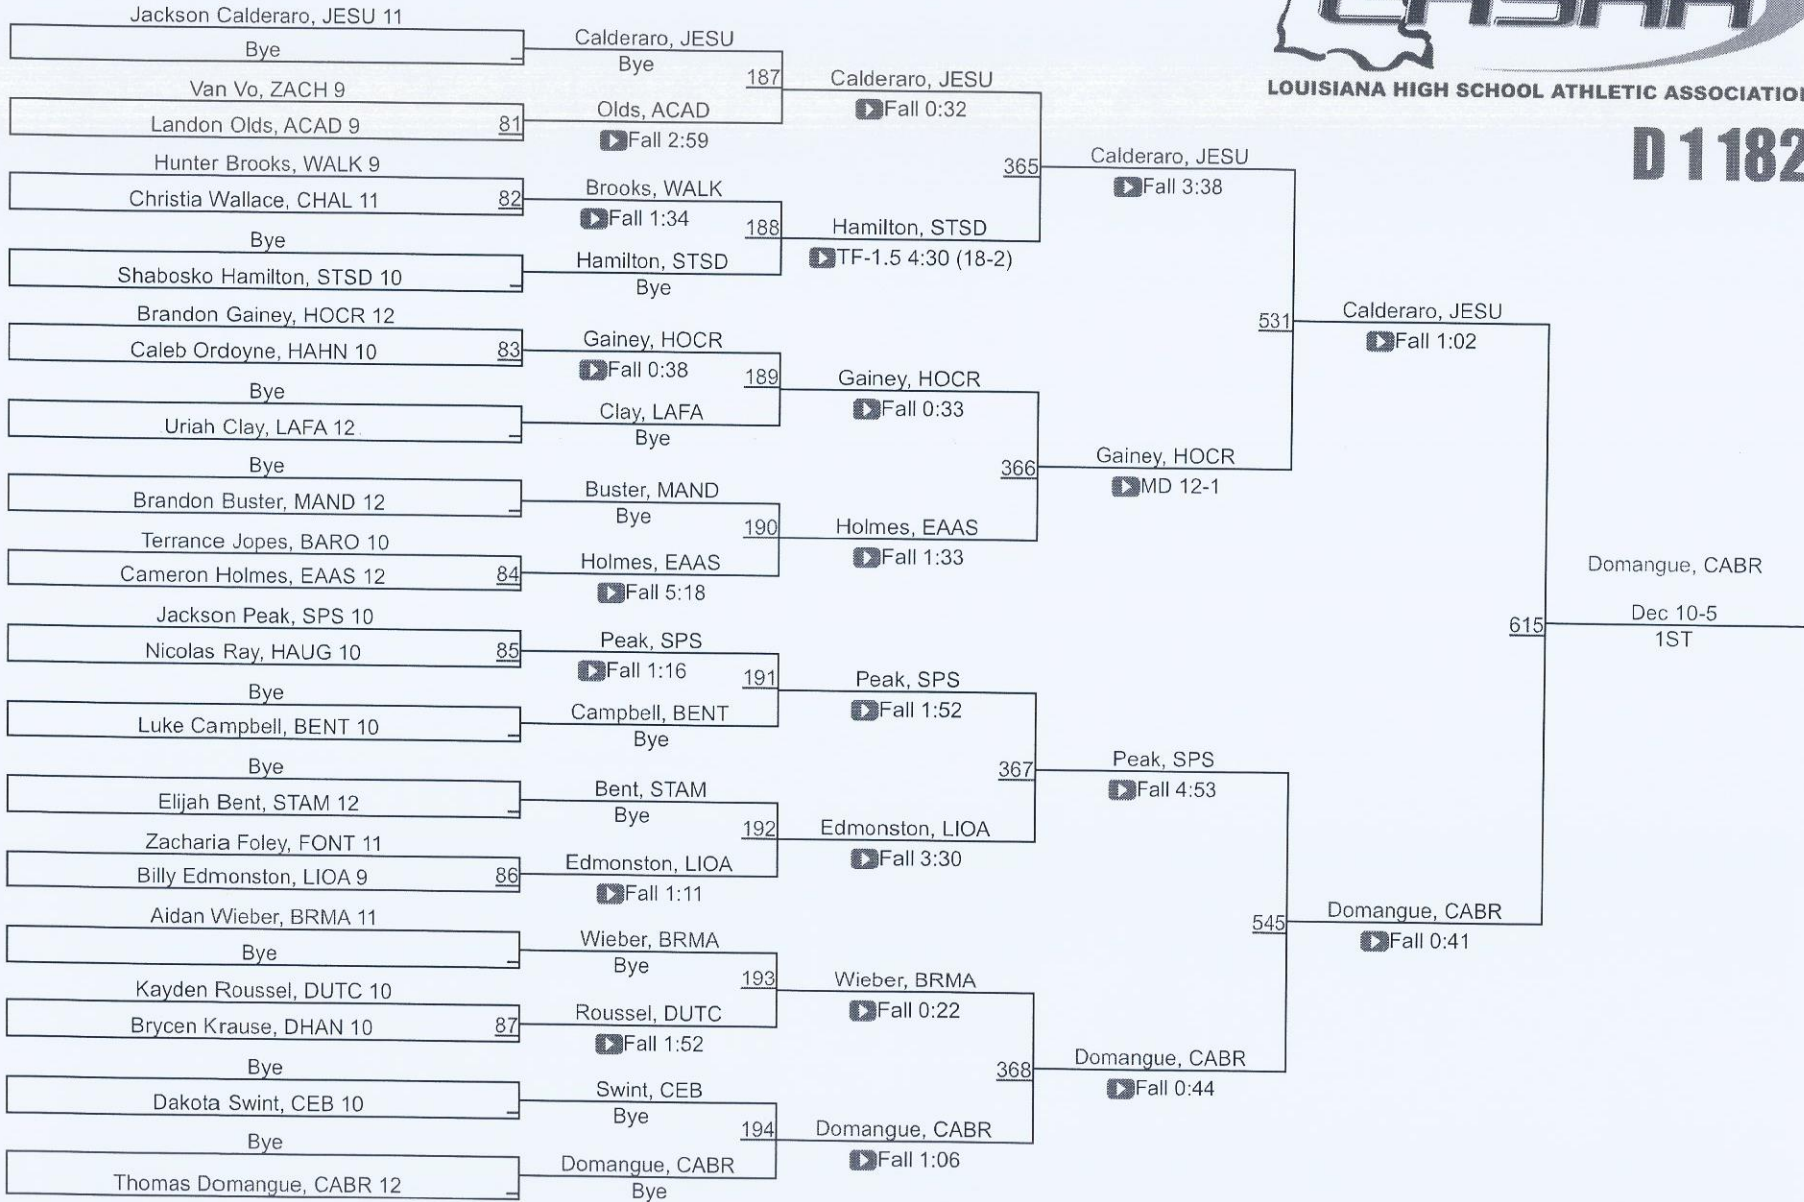 LHSAA
LOUISIANA HIGH SCHOOL ATHLETIC ASSOCIATION
D 1 182
Jackson Calderaro, JESU 11
Bye
Van Vo, ZACH 9
Landon Olds, ACAD 9
81
Hunter Brooks, WALK 9
Christia Wallace, CHAL 11
82
Bye
Shabosko Hamilton, STSD 10
Brandon Gainey, HOCR 12
Caleb Ordoyne, HAHN 10
83
Bye
Uriah Clay, LAFA 12
Bye
Brandon Buster, MAND 12
Terrance Jopes, BARO 10
Cameron Holmes, EAAS 12
84
Jackson Peak, SPS 10
Nicolas Ray, HAUG 10
85
Bye
Luke Campbell, BENT 10
Bye
Elijah Bent, STAM 12
Zacharia Foley, FONT 11
Billy Edmonston, LIOA 9
86
Aidan Wieber, BRMA 11
Bye
Kayden Roussel, DUTC 10
Brycen Krause, DHAN 10
87
Bye
Dakota Swint, CEB 10
Bye
Thomas Domangue, CABR 12
Calderaro, JESU
Bye
187
Olds, ACAD
Fall 2:59
Brooks, WALK
Fall 1:34
188
Hamilton, STSD
Bye
Gainey, HOCR
Fall 0:38
189
Clay, LAFA
Bye
Buster, MAND
Bye
190
Holmes, EAAS
Fall 5:18
Peak, SPS
Fall 1:16
191
Campbell, BENT
Bye
Bent, STAM
Bye
192
Edmonston, LIOA
Fall 1:11
Wieber, BRMA
Bye
193
Roussel, DUTC
Fall 1:52
Swint, CEB
Bye
194
Domangue, CABR
Bye
Calderaro, JESU
Fall 0:32
365
Hamilton, STSD
TF-1.5 4:30 (18-2)
Gainey, HOCR
Fall 0:33
366
Holmes, EAAS
Fall 1:33
Peak, SPS
Fall 1:52
367
Edmonston, LIOA
Fall 3:30
Wieber, BRMA
Fall 0:22
368
Domangue, CABR
Fall 1:06
Calderaro, JESU
Fall 3:38
531
Gainey, HOCR
MD 12-1
Peak, SPS
Fall 4:53
545
Domangue, CABR
Fall 0:44
Calderaro, JESU
Fall 1:02
615
Domangue, CABR
Fall 0:41
Domangue, CABR
Dec 10-5
1ST